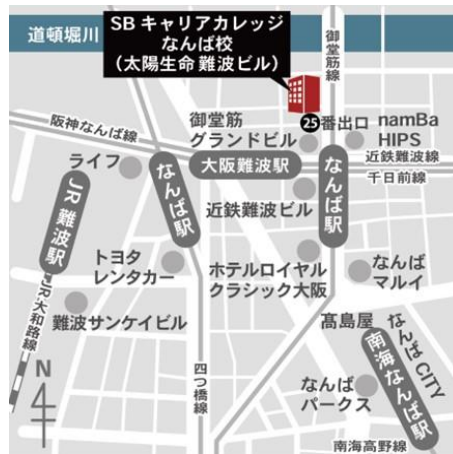 道頓堀川
SB キャリアカレッジ
なんば校
(太陽生命 難波ビル)
御堂筋線
阪神なんば線
御堂筋
グランドビル
25番出口
namBa
HIPS
ライフ
大阪難波駅
近鉄難波線
千日前線
なんば駅
なんば駅
JR 難波駅
近鉄難波ビル
トヨタ
レンタカー
ホテルロイヤル
クラシック大阪
なんば
マルイ
JR大和路線
難波サンケイビル
髙島屋
なんばCITY
南海なんば駅
四つ橋線
N
なんば
パークス
南海高野線